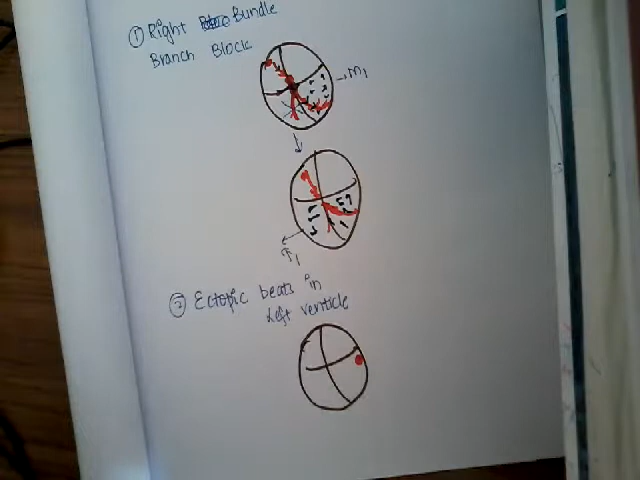 ① Right Bundle
Branch Block
→ M₁
T₁
② Ectopic beats in
Left ventricle